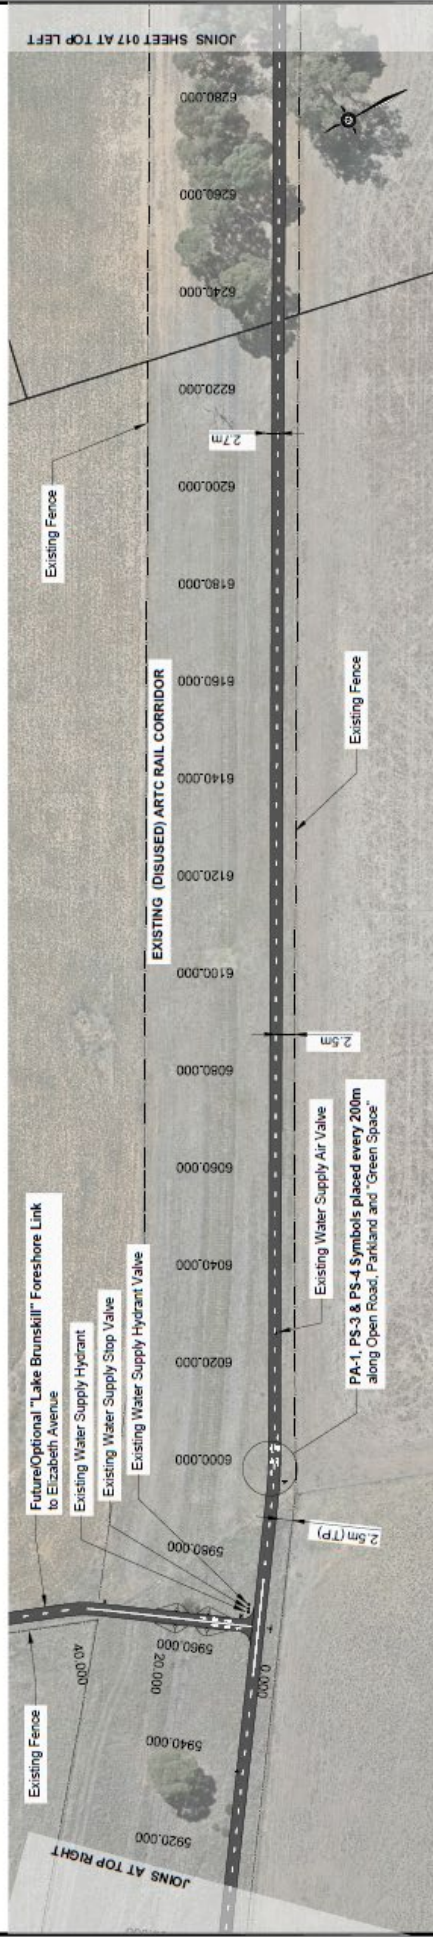 JOINS SHEET 017 AT TOP LEFT
6280.000
6260.000
6240.000
6220.000
2.7m
6200.000
Existing Fence
6180.000
6160.000
EXISTING (DISUSED) ARTC RAIL CORRIDOR
Existing Fence
6140.000
6120.000
6100.000
6080.000
2.5m
6060.000
6040.000
6020.000
6000.000
5980.000
Future/Optional "Lake Brunskill" Foreshore Link
to Elizabeth Avenue
Existing Water Supply Hydrant
Existing Water Supply Stop Valve
Existing Water Supply Hydrant Valve
Existing Water Supply Air Valve
PA-1, PS-3 & PS-4 Symbols placed every 200m
along Open Road, Parkland and "Green Space"
2.5m (TP)
5960.000
40.000
20.000
0.000
Existing Fence
5940.000
5920.000
JOINS AT TOP RIGHT